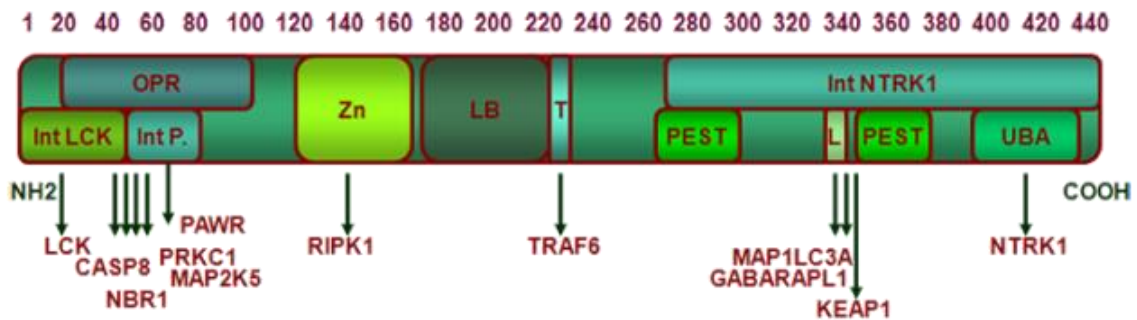 1 20 40 60 80 100 120 140 160 180 200 220 240 260 280 300 320 340 360 380 400 420 440
OPR Int NTRK1
Zn LB T
Int LCK Int P. PEST L PEST UBA
NH2 COOH
PAWR
LCK RIPK1 TRAF6 NTRK1
CASP8 PRKC1 MAP1LC3A
MAP2K5 GABARAPL1
NBR1
KEAP1